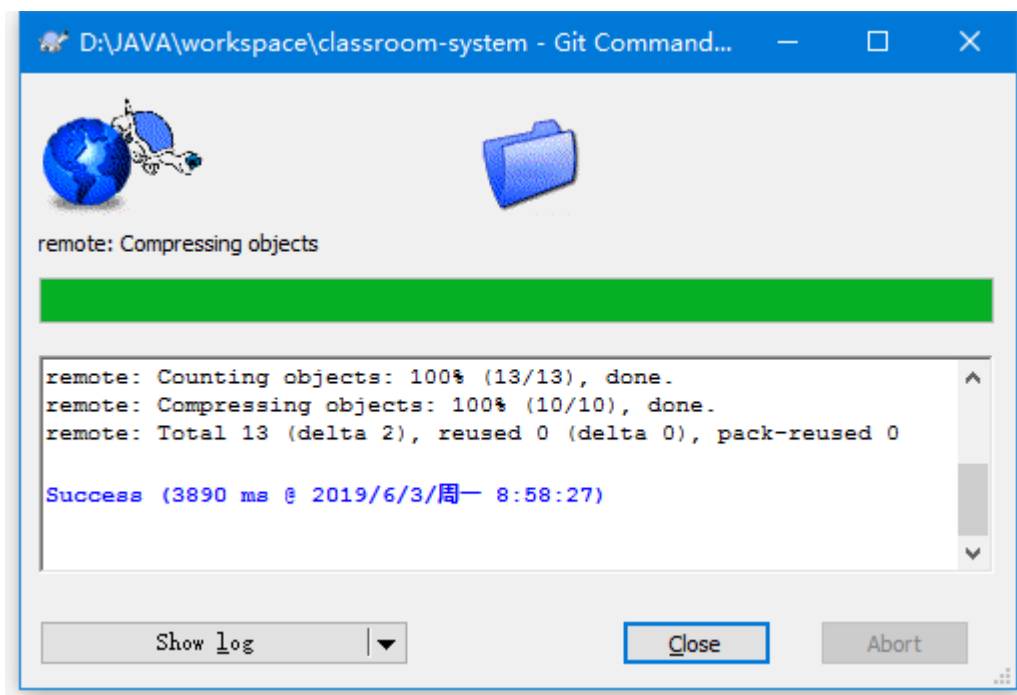 D:\JAVA\workspace\classroom-system - Git Command...
remote: Compressing objects
remote: Counting objects: 100% (13/13), done.
remote: Compressing objects: 100% (10/10), done.
remote: Total 13 (delta 2), reused 0 (delta 0), pack-reused 0
Success (3890 ms @ 2019/6/3/周一 8:58:27)
Show log
Close
Abort